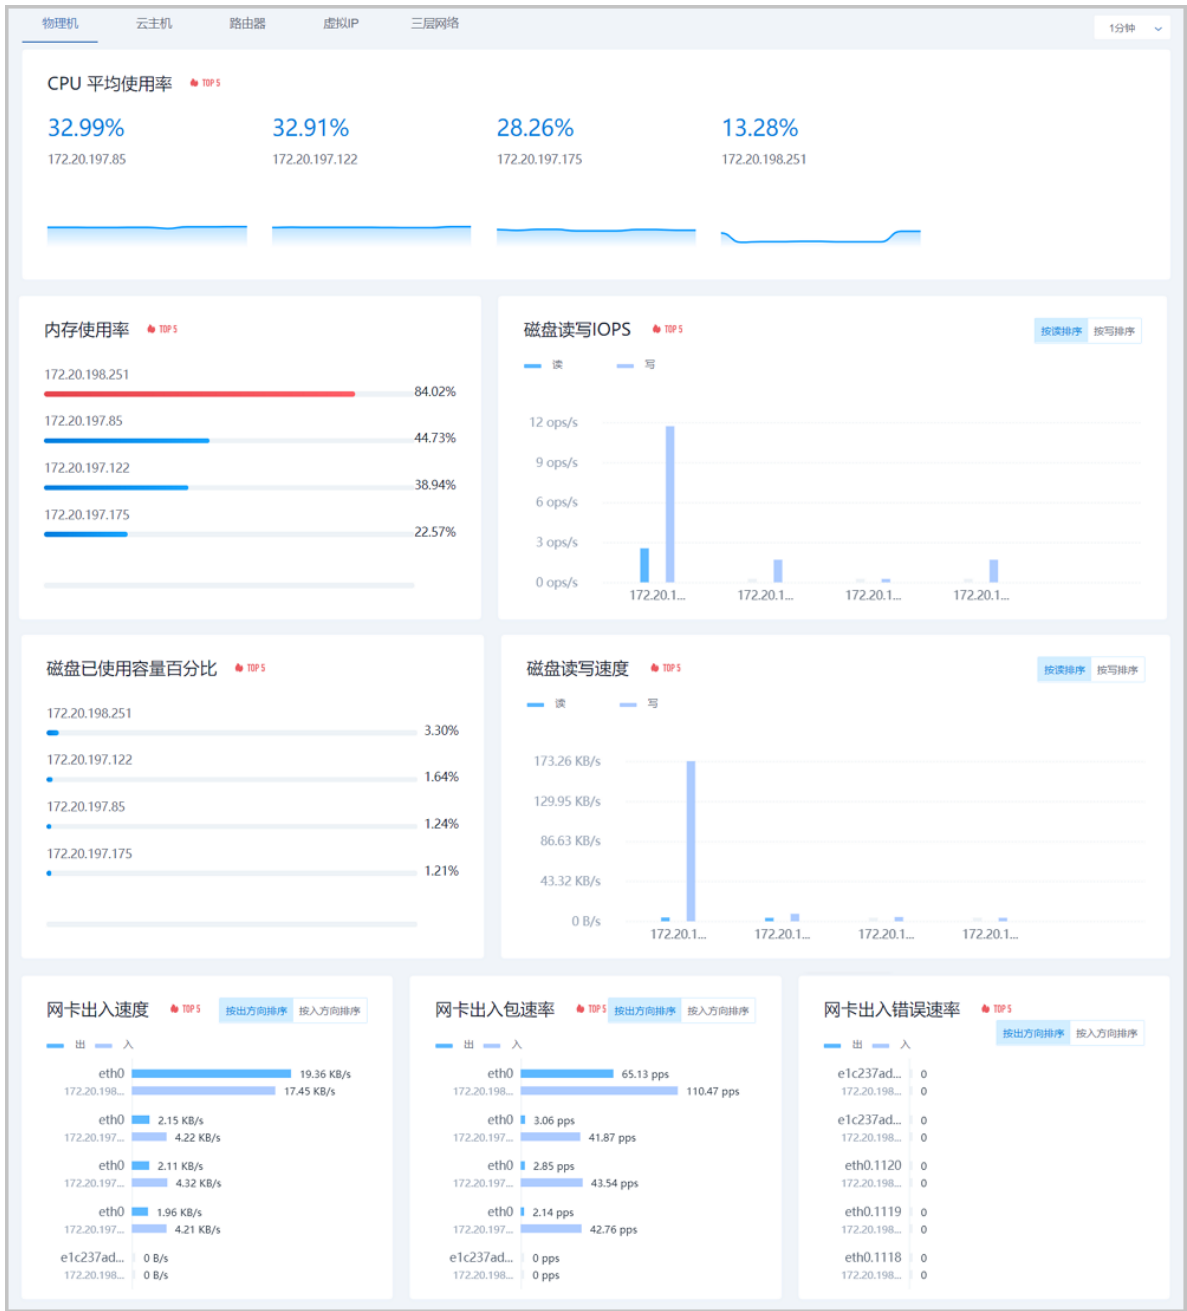 物理机 云主机 路由器 虚拟IP 三层网络 1分钟
CPU 平均使用率 TOP 5
32.99% 32.91% 28.26% 13.28%
172.20.197.85 172.20.197.122 172.20.197.175 172.20.198.251
内存使用率 TOP 5
172.20.198.251
84.02%
172.20.197.85
44.73%
172.20.197.122
38.94%
172.20.197.175
22.57%
磁盘读写IOPS TOP 5 按读排序 按写排序
读 写
12 ops/s
9 ops/s
6 ops/s
3 ops/s
0 ops/s
172.20.1... 172.20.1... 172.20.1... 172.20.1...
磁盘已使用容量百分比 TOP 5
172.20.198.251
3.30%
172.20.197.122
1.64%
172.20.197.85
1.24%
172.20.197.175
1.21%
磁盘读写速度 TOP 5 按读排序 按写排序
读 写
173.26 KB/s
129.95 KB/s
86.63 KB/s
43.32 KB/s
0 B/s
172.20.1... 172.20.1... 172.20.1... 172.20.1...
网卡出入速度 TOP 5 按出方向排序 按入方向排序
出 入
eth0 19.36 KB/s
172.20.198... 17.45 KB/s
eth0 2.15 KB/s
172.20.197... 4.22 KB/s
eth0 2.11 KB/s
172.20.197... 4.32 KB/s
eth0 1.96 KB/s
172.20.197... 4.21 KB/s
e1c237ad... 0 B/s
172.20.198... 0 B/s
网卡出入包速率 TOP 5 按出方向排序 按入方向排序
出 入
eth0 65.13 pps
172.20.198... 110.47 pps
eth0 3.06 pps
172.20.197... 41.87 pps
eth0 2.85 pps
172.20.197... 43.54 pps
eth0 2.14 pps
172.20.197... 42.76 pps
e1c237ad... 0 pps
172.20.198... 0 pps
网卡出入错误速率 TOP 5
按出方向排序 按入方向排序
出 入
e1c237ad... 0
172.20.198... 0
e1c237ad... 0
172.20.198... 0
eth0.1120 0
172.20.198... 0
eth0.1119 0
172.20.198... 0
eth0.1118 0
172.20.198... 0